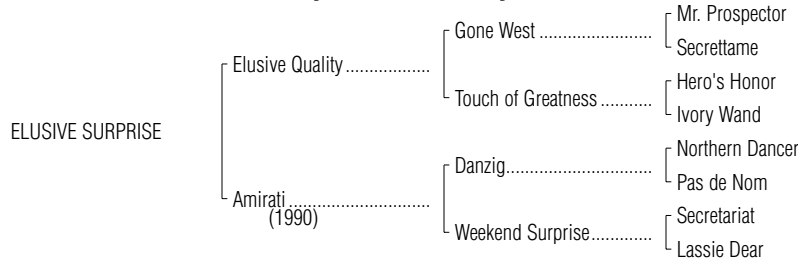 Mr. Prospector
Gone West ........................
Secrettame
Elusive Quality ..................
Hero's Honor
Touch of Greatness ...........
Ivory Wand
ELUSIVE SURPRISE
Northern Dancer
Danzig.........................
Pas de Nom
Amirati ..............................
(1990)
Secretariat
Weekend Surprise.............
Lassie Dear